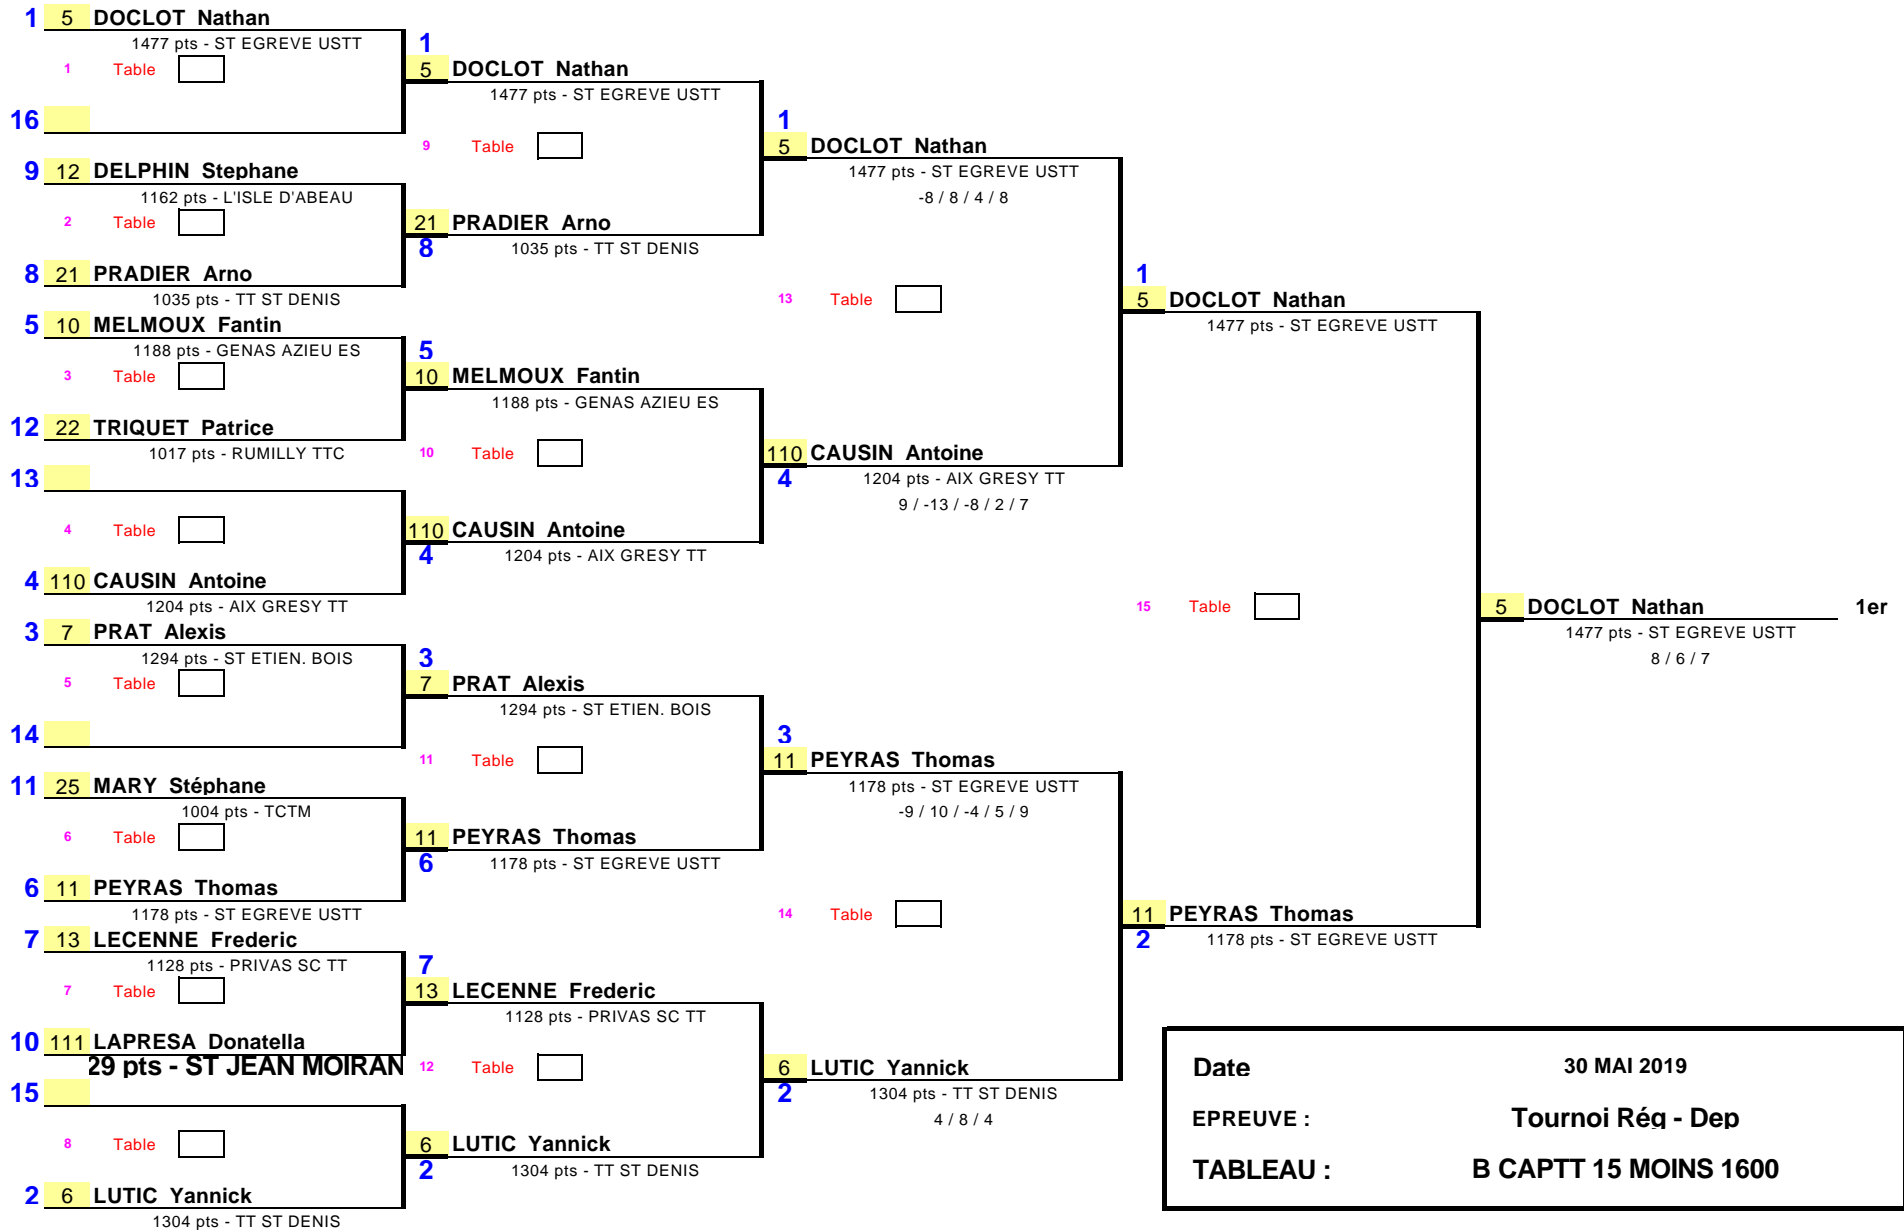 1 5 DOCLOT Nathan
1477 pts - ST EGREVE USTT
1 Table
16
9 12 DELPHIN Stephane
1162 pts - L'ISLE D'ABEAU
2 Table
8 21 PRADIER Arno
1035 pts - TT ST DENIS
5 10 MELMOUX Fantin
1188 pts - GENAS AZIEU ES
3 Table
12 22 TRIQUET Patrice
1017 pts - RUMILLY TTC
13
4 Table
4 110 CAUSIN Antoine
1204 pts - AIX GRESY TT
3 7 PRAT Alexis
1294 pts - ST ETIEN. BOIS
5 Table
14
11 25 MARY Stéphane
1004 pts - TCTM
6 Table
6 11 PEYRAS Thomas
1178 pts - ST EGREVE USTT
7 13 LECENNE Frederic
1128 pts - PRIVAS SC TT
7 Table
10 111 LAPRESA Donatella
29 pts - ST JEAN MOIRAN
15
8 Table
2 6 LUTIC Yannick
1304 pts - TT ST DENIS
1
5 DOCLOT Nathan
1477 pts - ST EGREVE USTT
9 Table
21 PRADIER Arno
8
1035 pts - TT ST DENIS
5
10 MELMOUX Fantin
1188 pts - GENAS AZIEU ES
10 Table
110 CAUSIN Antoine
4
1204 pts - AIX GRESY TT
3
7 PRAT Alexis
1294 pts - ST ETIEN. BOIS
11 Table
11 PEYRAS Thomas
6
1178 pts - ST EGREVE USTT
7
13 LECENNE Frederic
1128 pts - PRIVAS SC TT
12 Table
6 LUTIC Yannick
2
1304 pts - TT ST DENIS
1
5 DOCLOT Nathan
1477 pts - ST EGREVE USTT
-8 / 8 / 4 / 8
13 Table
110 CAUSIN Antoine
4
1204 pts - AIX GRESY TT
9 / -13 / -8 / 2 / 7
3
11 PEYRAS Thomas
1178 pts - ST EGREVE USTT
-9 / 10 / -4 / 5 / 9
14 Table
6 LUTIC Yannick
2
1304 pts - TT ST DENIS
4 / 8 / 4
1
5 DOCLOT Nathan
1477 pts - ST EGREVE USTT
15 Table
11 PEYRAS Thomas
2
1178 pts - ST EGREVE USTT
5 DOCLOT Nathan 1er
1477 pts - ST EGREVE USTT
8 / 6 / 7
Date 30 MAI 2019
EPREUVE : Tournoi Rég - Dep
TABLEAU : B CAPTT 15 MOINS 1600